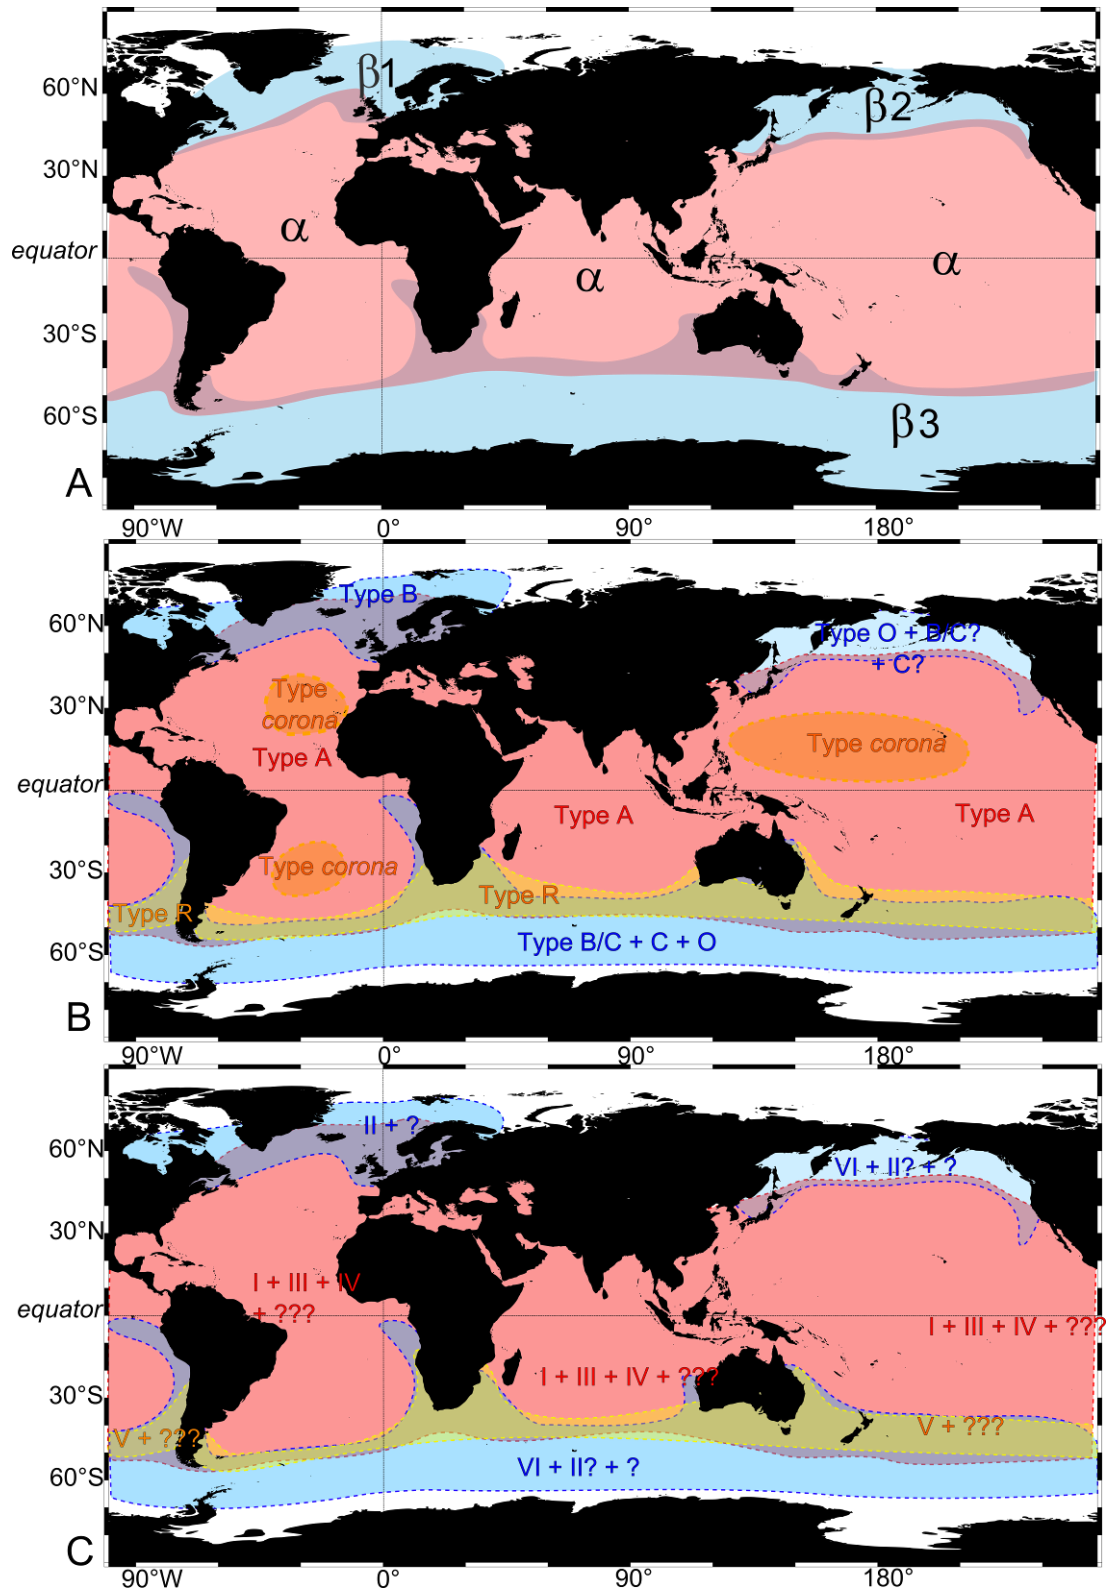 β1
60°N
β2
30°N
α
equator
α
α
30°S
60°S
β3
A
90°W 0° 90° 180°
Type B
60°N
Type O + B/C?
+ C?
Type
corona
30°N
Type corona
Type A
equator
Type A
Type A
Type corona
30°S
Type R
Type R
Type B/C + C + O
60°S
B
90°W 0° 90° 180°
II + ?
60°N
VI + II? + ?
30°N
I + III + IV
+ ???
equator
I + III + IV + ???
I + III + IV + ???
30°S
V + ???
V + ???
VI + II? + ?
60°S
C
90°W 0° 90° 180°